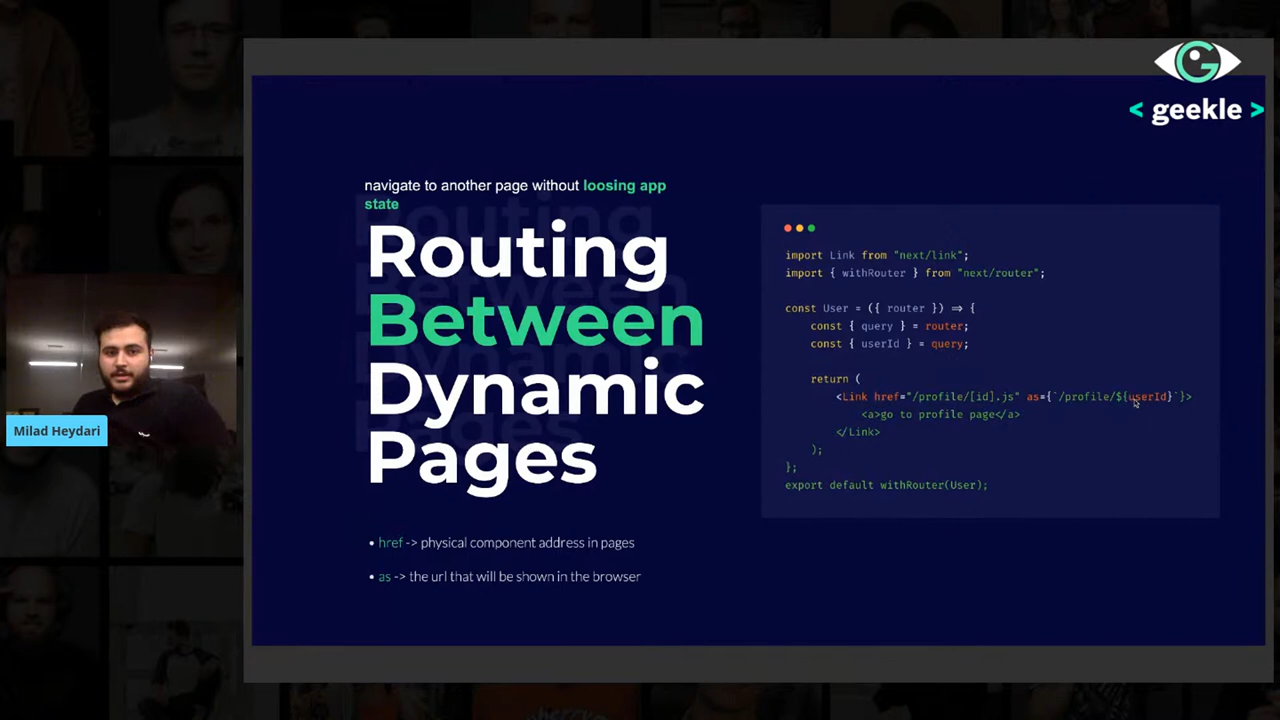 < geekle >
navigate to another page without loosing app
state
Routing
Between
Dynamic
Pages
• href -> physical component address in pages
• as -> the url that will be shown in the browser
import Link from "next/link";
import { withRouter } from "next/router";
const User = ({ router }) => {
const { query } = router;
const { userId } = query;
return (
<Link href="/profile/[id].js" as={`/profile/${userId}`}>
<a>go to profile page</a>
</Link>
);
};
export default withRouter(User);
Milad Heydari